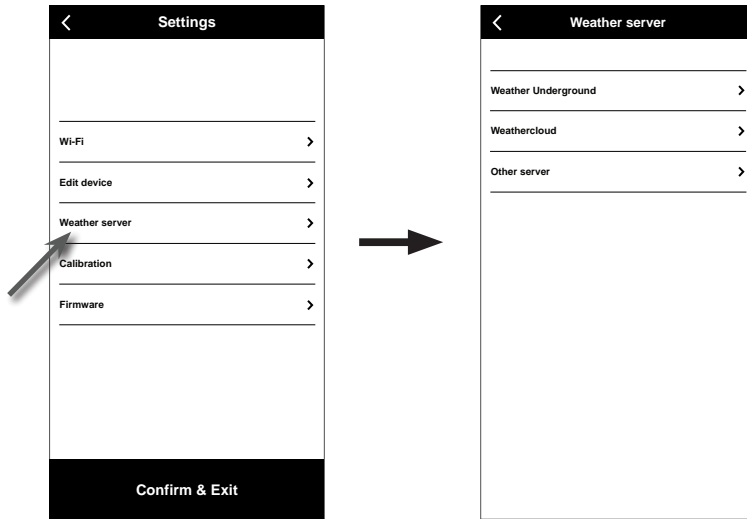 Settings
Wi-Fi
Edit device
Weather server
Calibration
Firmware
Confirm & Exit
Weather server
Weather Underground
Weathercloud
Other server